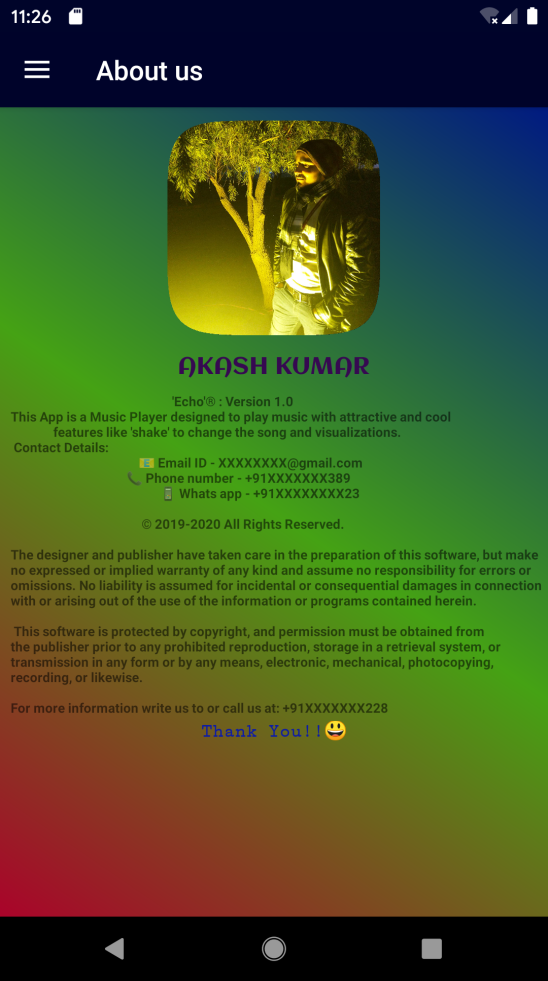 11:26
About us
AKASH KUMAR
'Echo'® : Version 1.0
This App is a Music Player designed to play music with attractive and cool
features like 'shake' to change the song and visualizations.
Contact Details:
📧 Email ID - XXXXXXXX@gmail.com
📞 Phone number - +91XXXXXXX389
📱 Whats app - +91XXXXXXXX23
© 2019-2020 All Rights Reserved.
The designer and publisher have taken care in the preparation of this software, but make
no expressed or implied warranty of any kind and assume no responsibility for errors or
omissions. No liability is assumed for incidental or consequential damages in connection
with or arising out of the use of the information or programs contained herein.
This software is protected by copyright, and permission must be obtained from
the publisher prior to any prohibited reproduction, storage in a retrieval system, or
transmission in any form or by any means, electronic, mechanical, photocopying,
recording, or likewise.
For more information write us to or call us at: +91XXXXXXX228
Thank You!!😃